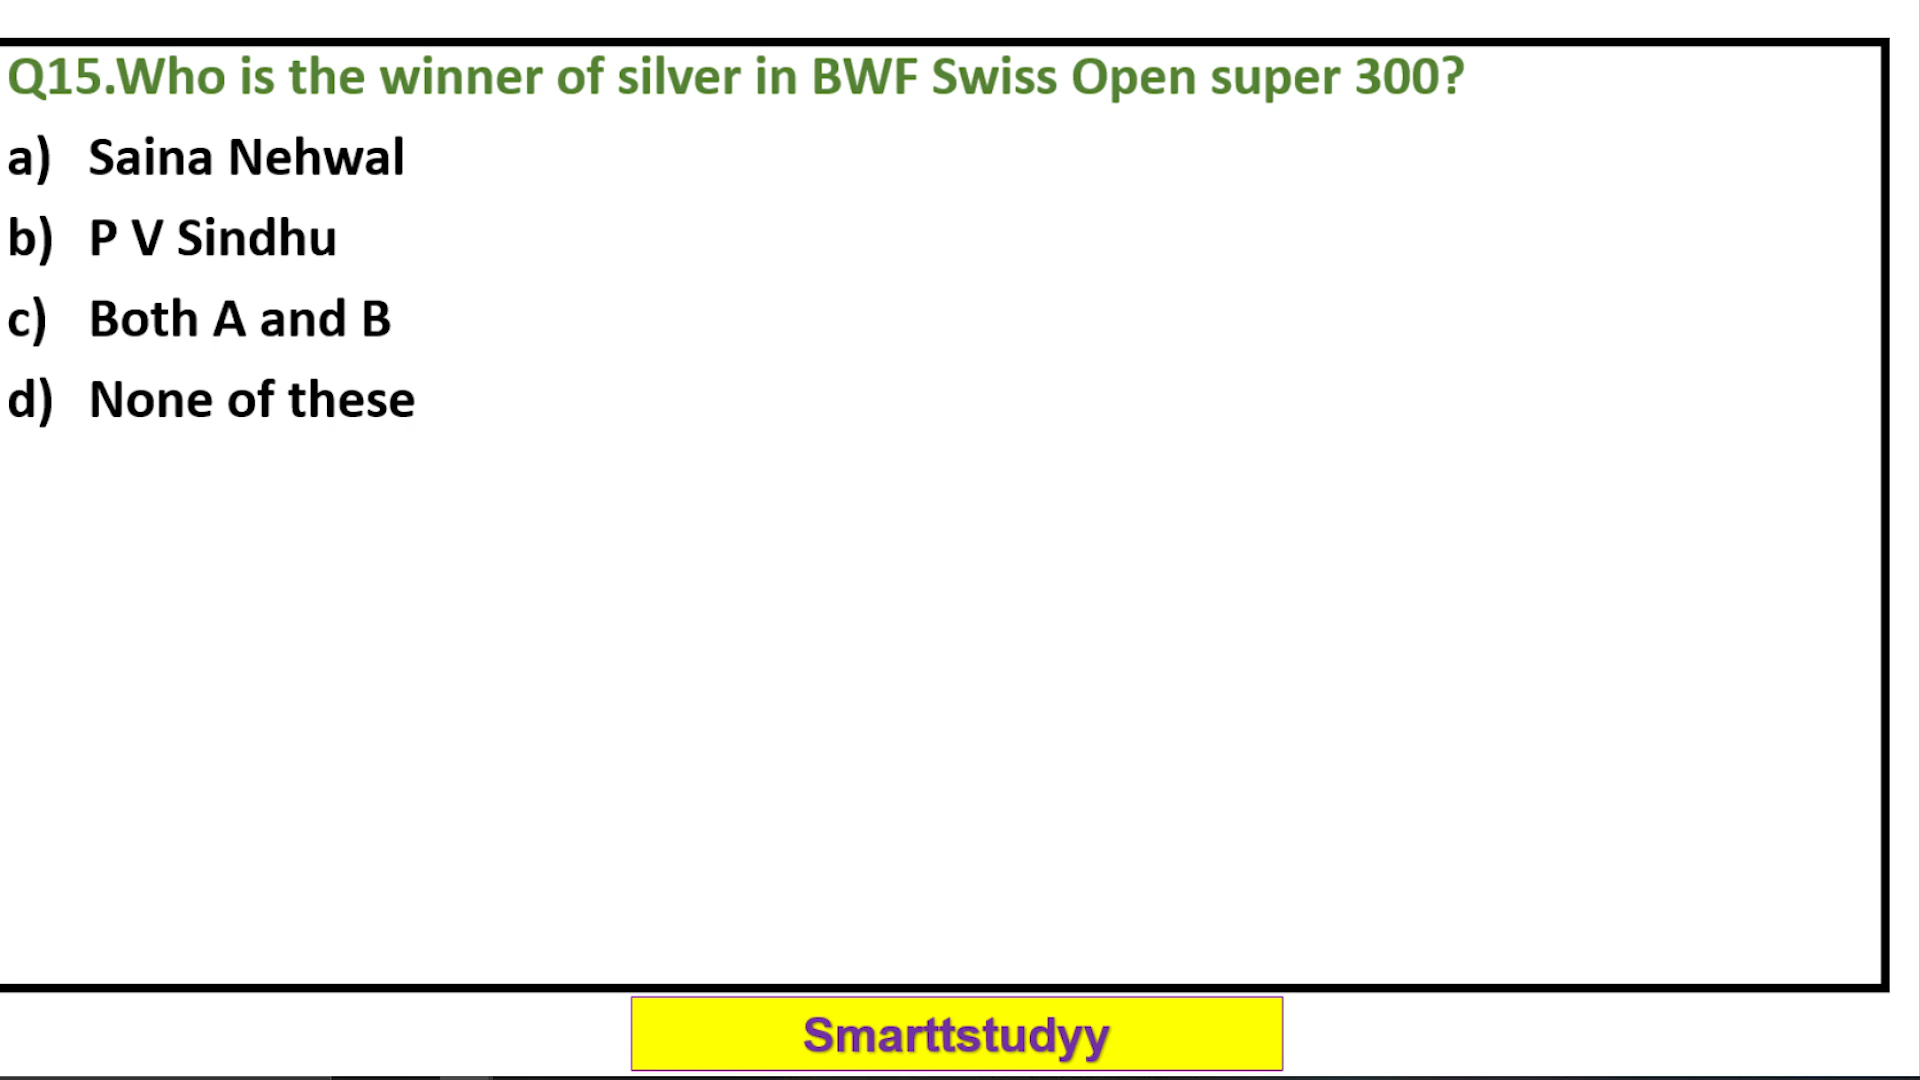 Q15.Who is the winner of silver in BWF Swiss Open super 300?
a) Saina Nehwal
b) P V Sindhu
c) Both A and B
d) None of these
Smarttstudyy